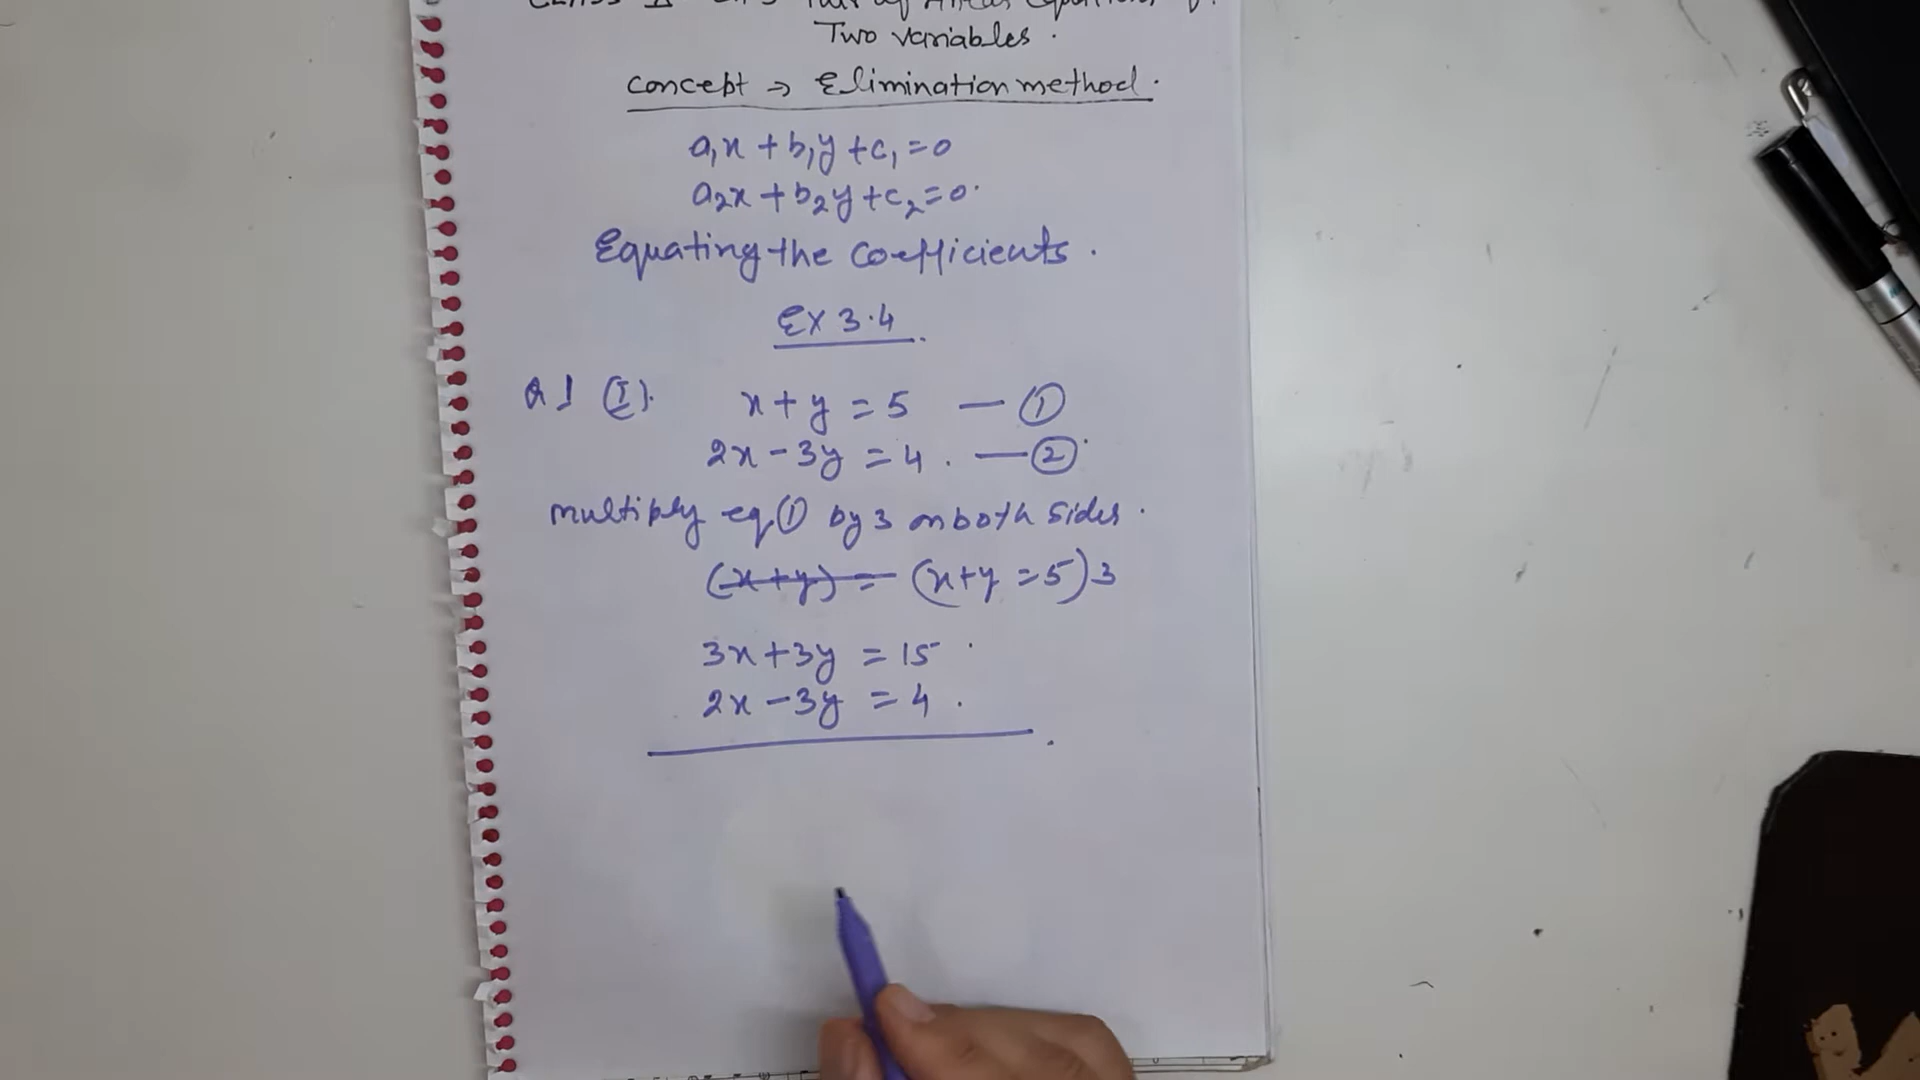 Two variables.
concept → Elimination method.
a₁x + b₁y + c₁ = 0
a₂x + b₂y + c₂ = 0.
Equating the coefficients.
Ex 3.4
Q1 (I). x + y = 5 — ①
2x - 3y = 4. — ②
multiply eq ① by 3 on both sides.
(x+y) = (x+y = 5)3
3x + 3y = 15
2x - 3y = 4.